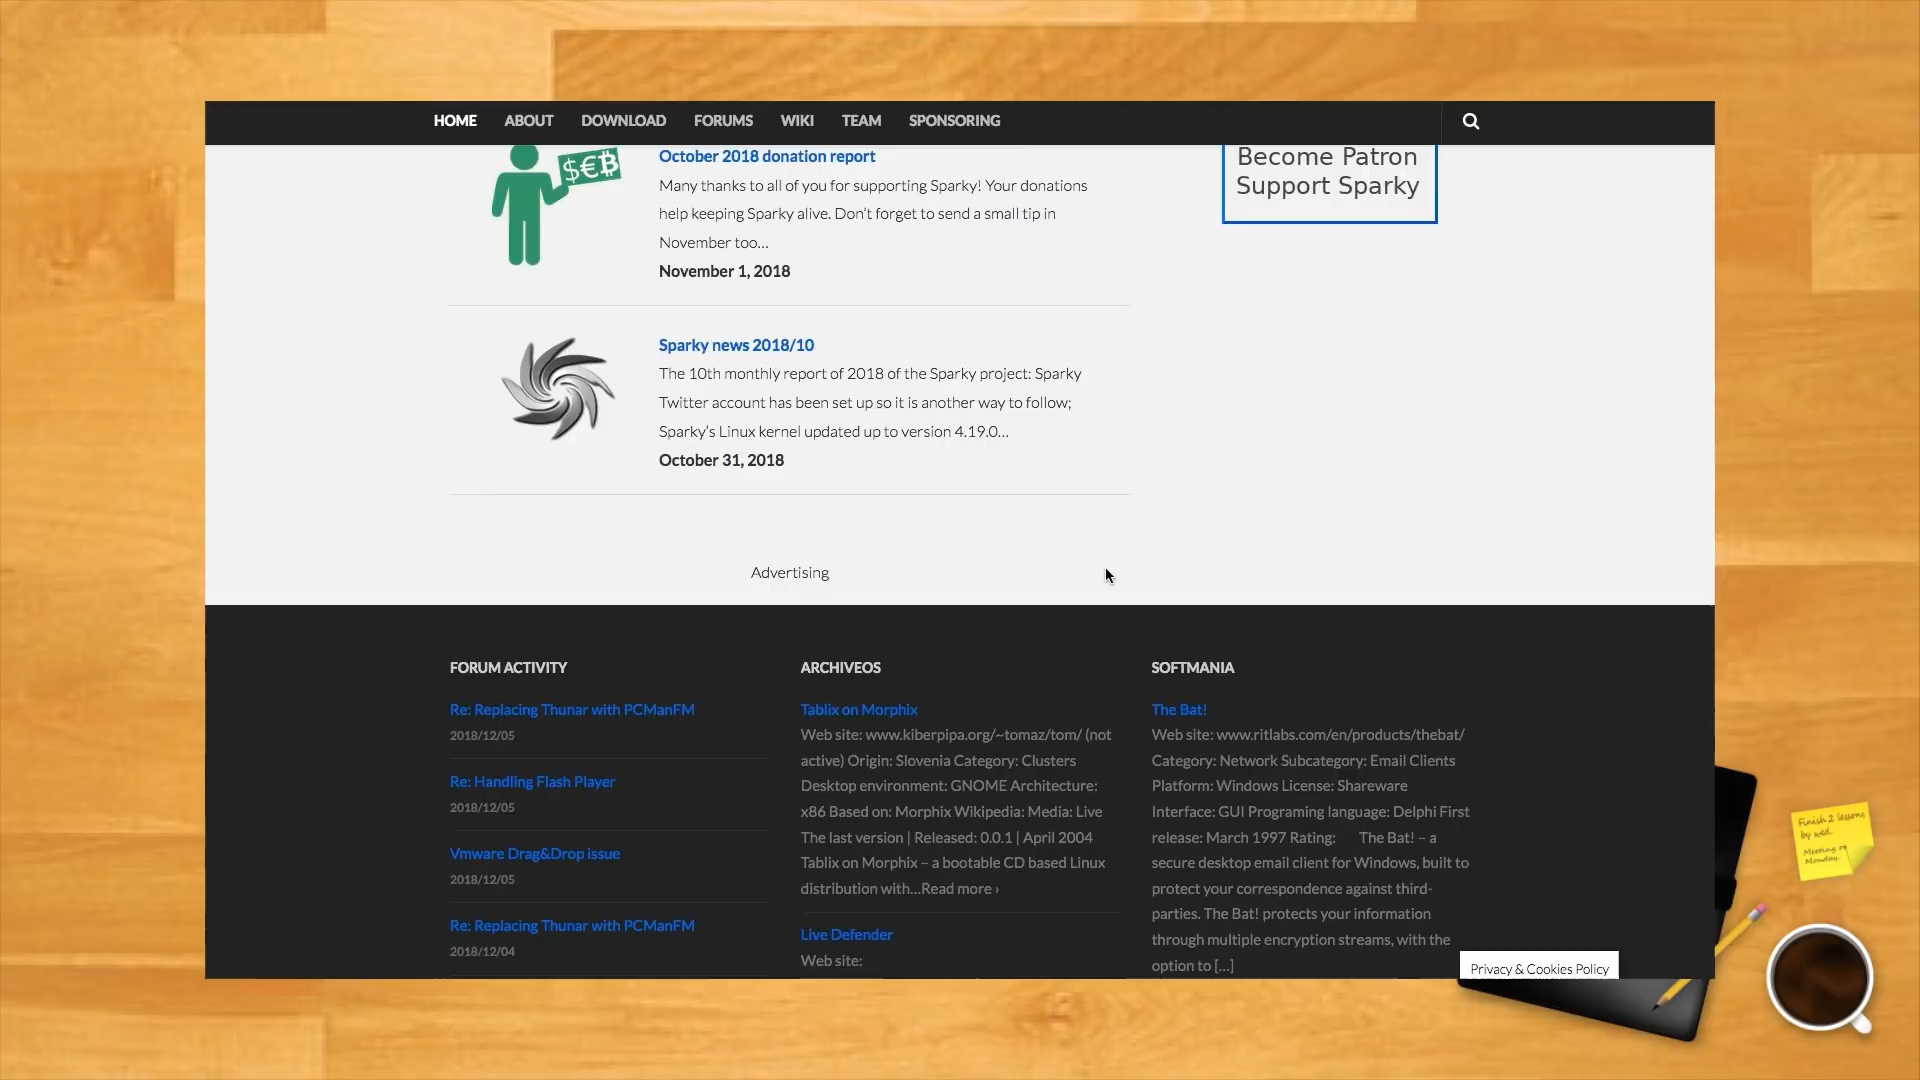 HOME ABOUT DOWNLOAD FORUMS WIKI TEAM SPONSORING
$€₿
October 2018 donation report
Many thanks to all of you for supporting Sparky! Your donations
help keeping Sparky alive. Don’t forget to send a small tip in
November too…
November 1, 2018
Become Patron
Support Sparky
Sparky news 2018/10
The 10th monthly report of 2018 of the Sparky project: Sparky
Twitter account has been set up so it is another way to follow;
Sparky’s Linux kernel updated up to version 4.19.0…
October 31, 2018
Advertising
FORUM ACTIVITY
Re: Replacing Thunar with PCManFM
2018/12/05
Re: Handling Flash Player
2018/12/05
Vmware Drag&Drop issue
2018/12/05
Re: Replacing Thunar with PCManFM
2018/12/04
ARCHIVEOS
Tablix on Morphix
Web site: www.kiberpipa.org/~tomaz/tom/ (not
active) Origin: Slovenia Category: Clusters
Desktop environment: GNOME Architecture:
x86 Based on: Morphix Wikipedia: Media: Live
The last version | Released: 0.0.1 | April 2004
Tablix on Morphix – a bootable CD based Linux
distribution with…Read more ›
Live Defender
Web site:
SOFTMANIA
The Bat!
Web site: www.ritlabs.com/en/products/thebat/
Category: Network Subcategory: Email Clients
Platform: Windows License: Shareware
Interface: GUI Programing language: Delphi First
release: March 1997 Rating: The Bat! – a
secure desktop email client for Windows, built to
protect your correspondence against third-
parties. The Bat! protects your information
through multiple encryption streams, with the
option to […]
Privacy & Cookies Policy
Finish 2 lessons
by wed.
Meeting on
Monday.